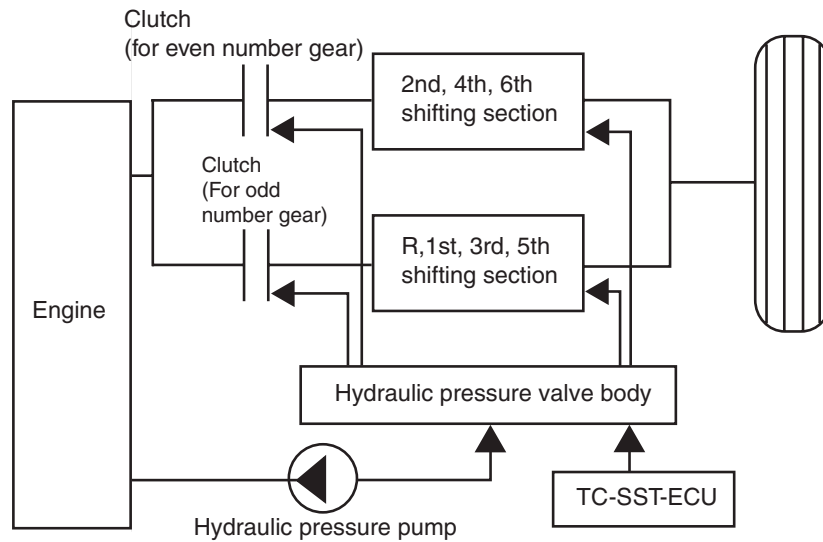 Clutch
(for even number gear)
2nd, 4th, 6th
shifting section
Clutch
(For odd
number gear)
R,1st, 3rd, 5th
shifting section
Engine
Hydraulic pressure valve body
TC-SST-ECU
Hydraulic pressure pump